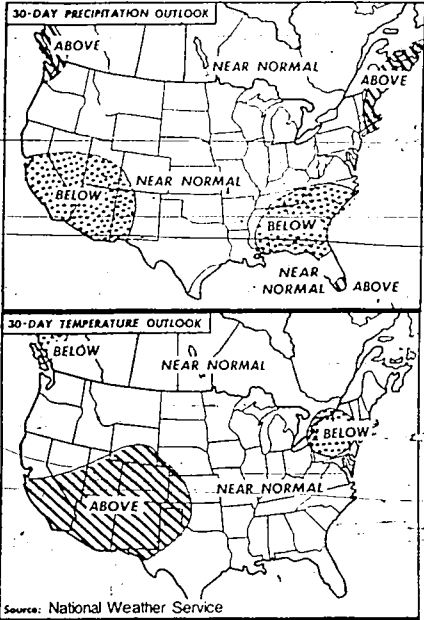 30-DAY PRECIPITATION OUTLOOK
ABOVE
NEAR NORMAL
ABOVE
NEAR NORMAL
BELOW
BELOW
NEAR
NORMAL
ABOVE
30-DAY TEMPERATURE OUTLOOK
BELOW
NEAR NORMAL
BELOW
NEAR NORMAL
ABOVE
Source: National Weather Service